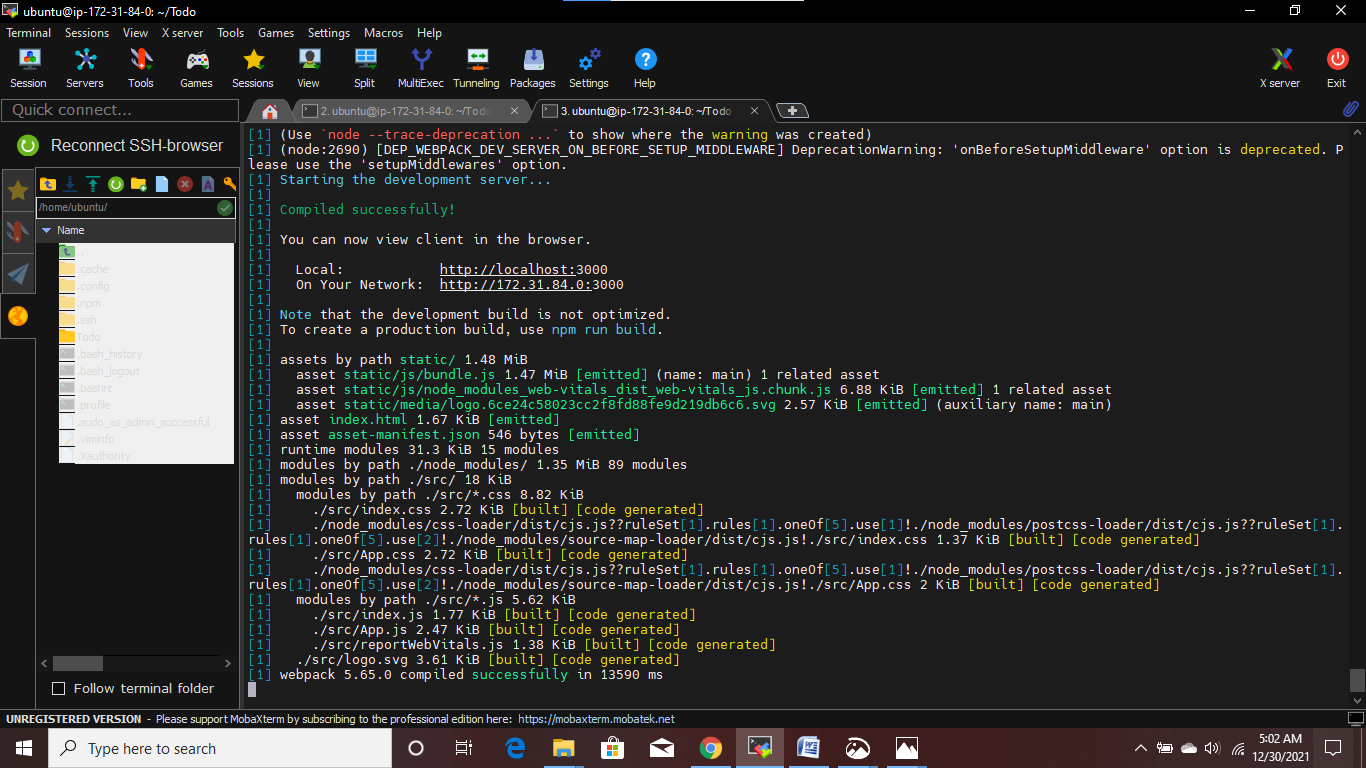 ubuntu@ip-172-31-84-0: ~/Todo
Terminal Sessions View X server Tools Games Settings Macros Help
Session Servers Tools Games Sessions View Split MultiExec Tunneling Packages Settings Help X server Exit
Quick connect...
2. ubuntu@ip-172-31-84-0: ~/Todo
3. ubuntu@ip-172-31-84-0: ~/Todo
Reconnect SSH-browser
/home/ubuntu/
Name
..
.cache
.config
.npm
.ssh
Todo
.bash_history
.bash_logout
.bashrc
.profile
.sudo_as_admin_successful
.viminfo
.Xauthority
Follow terminal folder
[1] (Use `node --trace-deprecation ...` to show where the warning was created)
[1] (node:2690) [DEP_WEBPACK_DEV_SERVER_ON_BEFORE_SETUP_MIDDLEWARE] DeprecationWarning: 'onBeforeSetupMiddleware' option is deprecated. P
lease use the 'setupMiddlewares' option.
[1] Starting the development server...
[1]
[1] Compiled successfully!
[1]
[1] You can now view client in the browser.
[1]
[1]   Local:            http://localhost:3000
[1]   On Your Network:  http://172.31.84.0:3000
[1]
[1] Note that the development build is not optimized.
[1] To create a production build, use npm run build.
[1]
[1] assets by path static/ 1.48 MiB
[1]   asset static/js/bundle.js 1.47 MiB [emitted] (name: main) 1 related asset
[1]   asset static/js/node_modules_web-vitals_dist_web-vitals_js.chunk.js 6.88 KiB [emitted] 1 related asset
[1]   asset static/media/logo.6ce24c58023cc2f8fd88fe9d219db6c6.svg 2.57 KiB [emitted] (auxiliary name: main)
[1] asset index.html 1.67 KiB [emitted]
[1] asset asset-manifest.json 546 bytes [emitted]
[1] runtime modules 31.3 KiB 15 modules
[1] modules by path ./node_modules/ 1.35 MiB 89 modules
[1] modules by path ./src/ 18 KiB
[1]   modules by path ./src/*.css 8.82 KiB
[1]     ./src/index.css 2.72 KiB [built] [code generated]
[1]     ./node_modules/css-loader/dist/cjs.js??ruleSet[1].rules[1].oneOf[5].use[1]!./node_modules/postcss-loader/dist/cjs.js??ruleSet[1].
rules[1].oneOf[5].use[2]!./node_modules/source-map-loader/dist/cjs.js!./src/index.css 1.37 KiB [built] [code generated]
[1]     ./src/App.css 2.72 KiB [built] [code generated]
[1]     ./node_modules/css-loader/dist/cjs.js??ruleSet[1].rules[1].oneOf[5].use[1]!./node_modules/postcss-loader/dist/cjs.js??ruleSet[1].
rules[1].oneOf[5].use[2]!./node_modules/source-map-loader/dist/cjs.js!./src/App.css 2 KiB [built] [code generated]
[1]   modules by path ./src/*.js 5.62 KiB
[1]     ./src/index.js 1.77 KiB [built] [code generated]
[1]     ./src/App.js 2.47 KiB [built] [code generated]
[1]     ./src/reportWebVitals.js 1.38 KiB [built] [code generated]
[1]   ./src/logo.svg 3.61 KiB [built] [code generated]
[1] webpack 5.65.0 compiled successfully in 13590 ms
UNREGISTERED VERSION - Please support MobaXterm by subscribing to the professional edition here: https://mobaxterm.mobatek.net
Type here to search
5:02 AM
12/30/2021